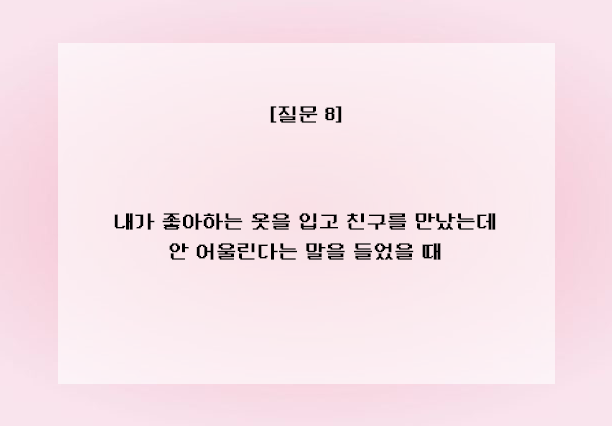 [질문 8]
내가 좋아하는 옷을 입고 친구를 만났는데
안 어울린다는 말을 들었을 때